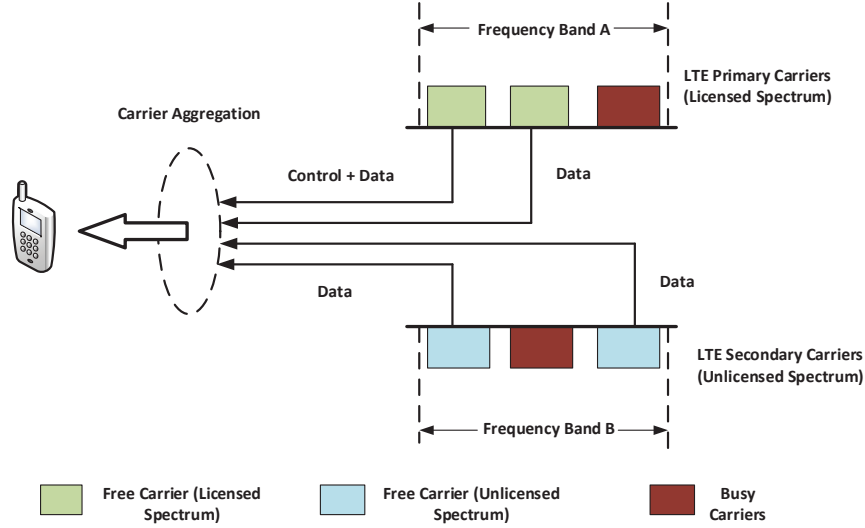 Frequency Band A
LTE Primary Carriers
(Licensed Spectrum)
Carrier Aggregation
Control + Data
Data
Data
Data
LTE Secondary Carriers
(Unlicensed Spectrum)
Frequency Band B
Free Carrier (Licensed
Spectrum)
Free Carrier (Unlicensed
Spectrum)
Busy
Carriers